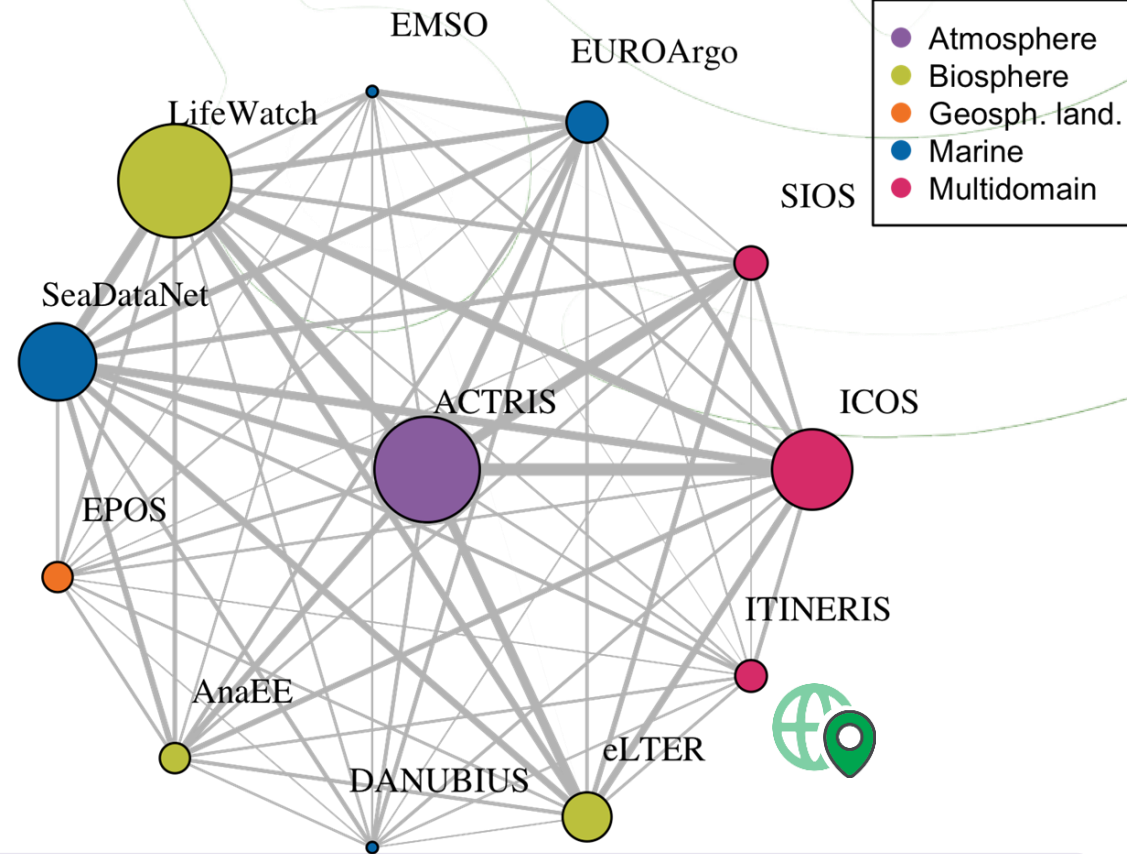 EMSO
EUROArgo
Atmosphere
Biosphere
Geosph. land.
Marine
Multidomain
LifeWatch
SIOS
SeaDataNet
ACTRIS
ICOS
EPOS
ITINERIS
AnaEE
eLTER
DANUBIUS